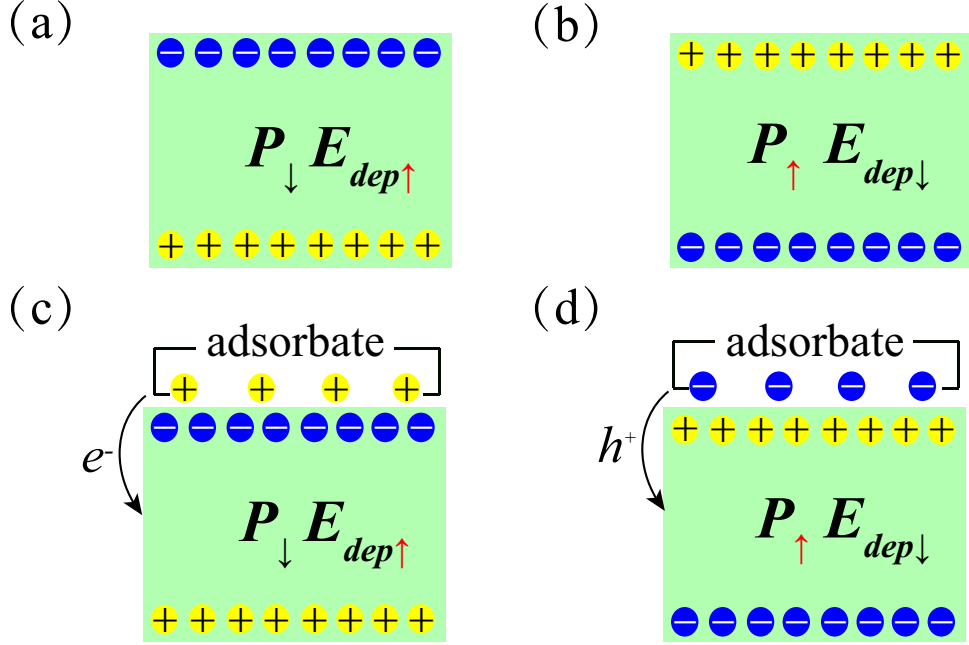 (a)
− − − − − − − −
P↓ E dep↑
+ + + + + + + +
(b)
+ + + + + + + +
P↑ E dep↓
− − − − − − − −
(c)
adsorbate
+ + + +
− − − − − − − −
e-
P↓ E dep↑
+ + + + + + + +
(d)
adsorbate
− − − −
+ + + + + + + +
h+
P↑ E dep↓
− − − − − − − −